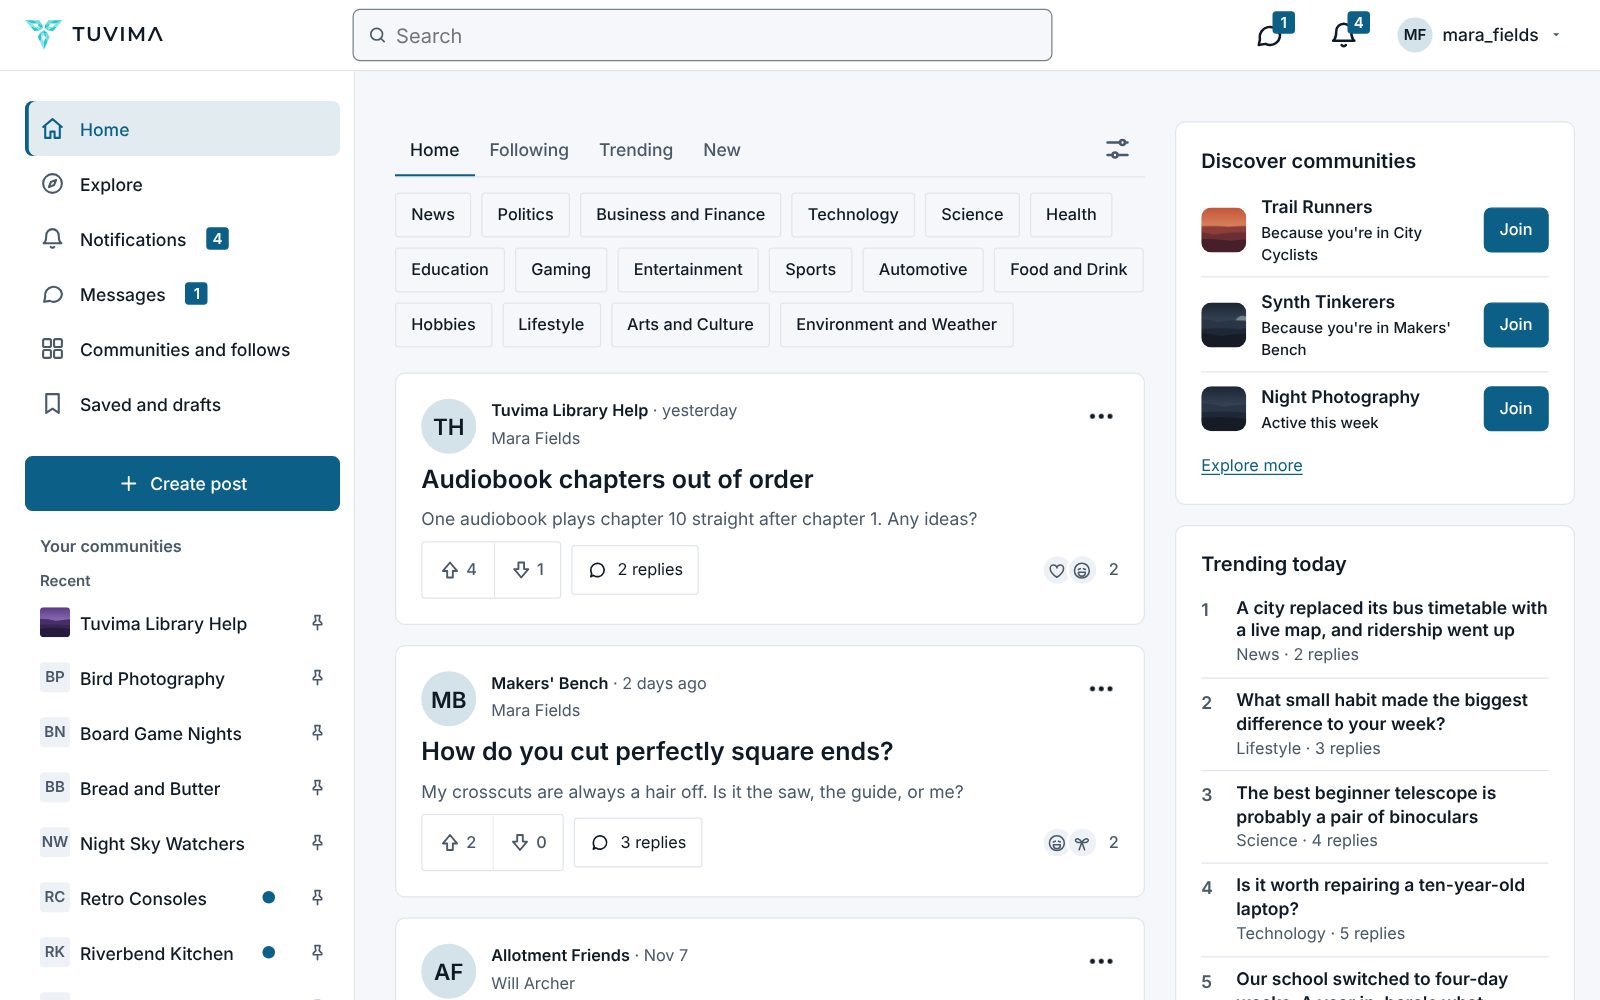 TUVIMA
Search
1
4
MF
mara_fields
Home
Explore
Notifications 4
Messages 1
Communities and follows
Saved and drafts
Create post
Your communities
Recent
Tuvima Library Help
BP Bird Photography
BN Board Game Nights
BB Bread and Butter
NW Night Sky Watchers
RC Retro Consoles
RK Riverbend Kitchen
Home Following Trending New
News Politics Business and Finance Technology Science Health
Education Gaming Entertainment Sports Automotive Food and Drink
Hobbies Lifestyle Arts and Culture Environment and Weather
TH
Tuvima Library Help · yesterday
Mara Fields
Audiobook chapters out of order
One audiobook plays chapter 10 straight after chapter 1. Any ideas?
4 1 2 replies 2
MB
Makers' Bench · 2 days ago
Mara Fields
How do you cut perfectly square ends?
My crosscuts are always a hair off. Is it the saw, the guide, or me?
2 0 3 replies 2
AF
Allotment Friends · Nov 7
Will Archer
Discover communities
Trail Runners
Because you're in City
Cyclists
Join
Synth Tinkerers
Because you're in Makers'
Bench
Join
Night Photography
Active this week
Join
Explore more
Trending today
1 A city replaced its bus timetable with
a live map, and ridership went up
News · 2 replies
2 What small habit made the biggest
difference to your week?
Lifestyle · 3 replies
3 The best beginner telescope is
probably a pair of binoculars
Science · 4 replies
4 Is it worth repairing a ten-year-old
laptop?
Technology · 5 replies
5 Our school switched to four-day